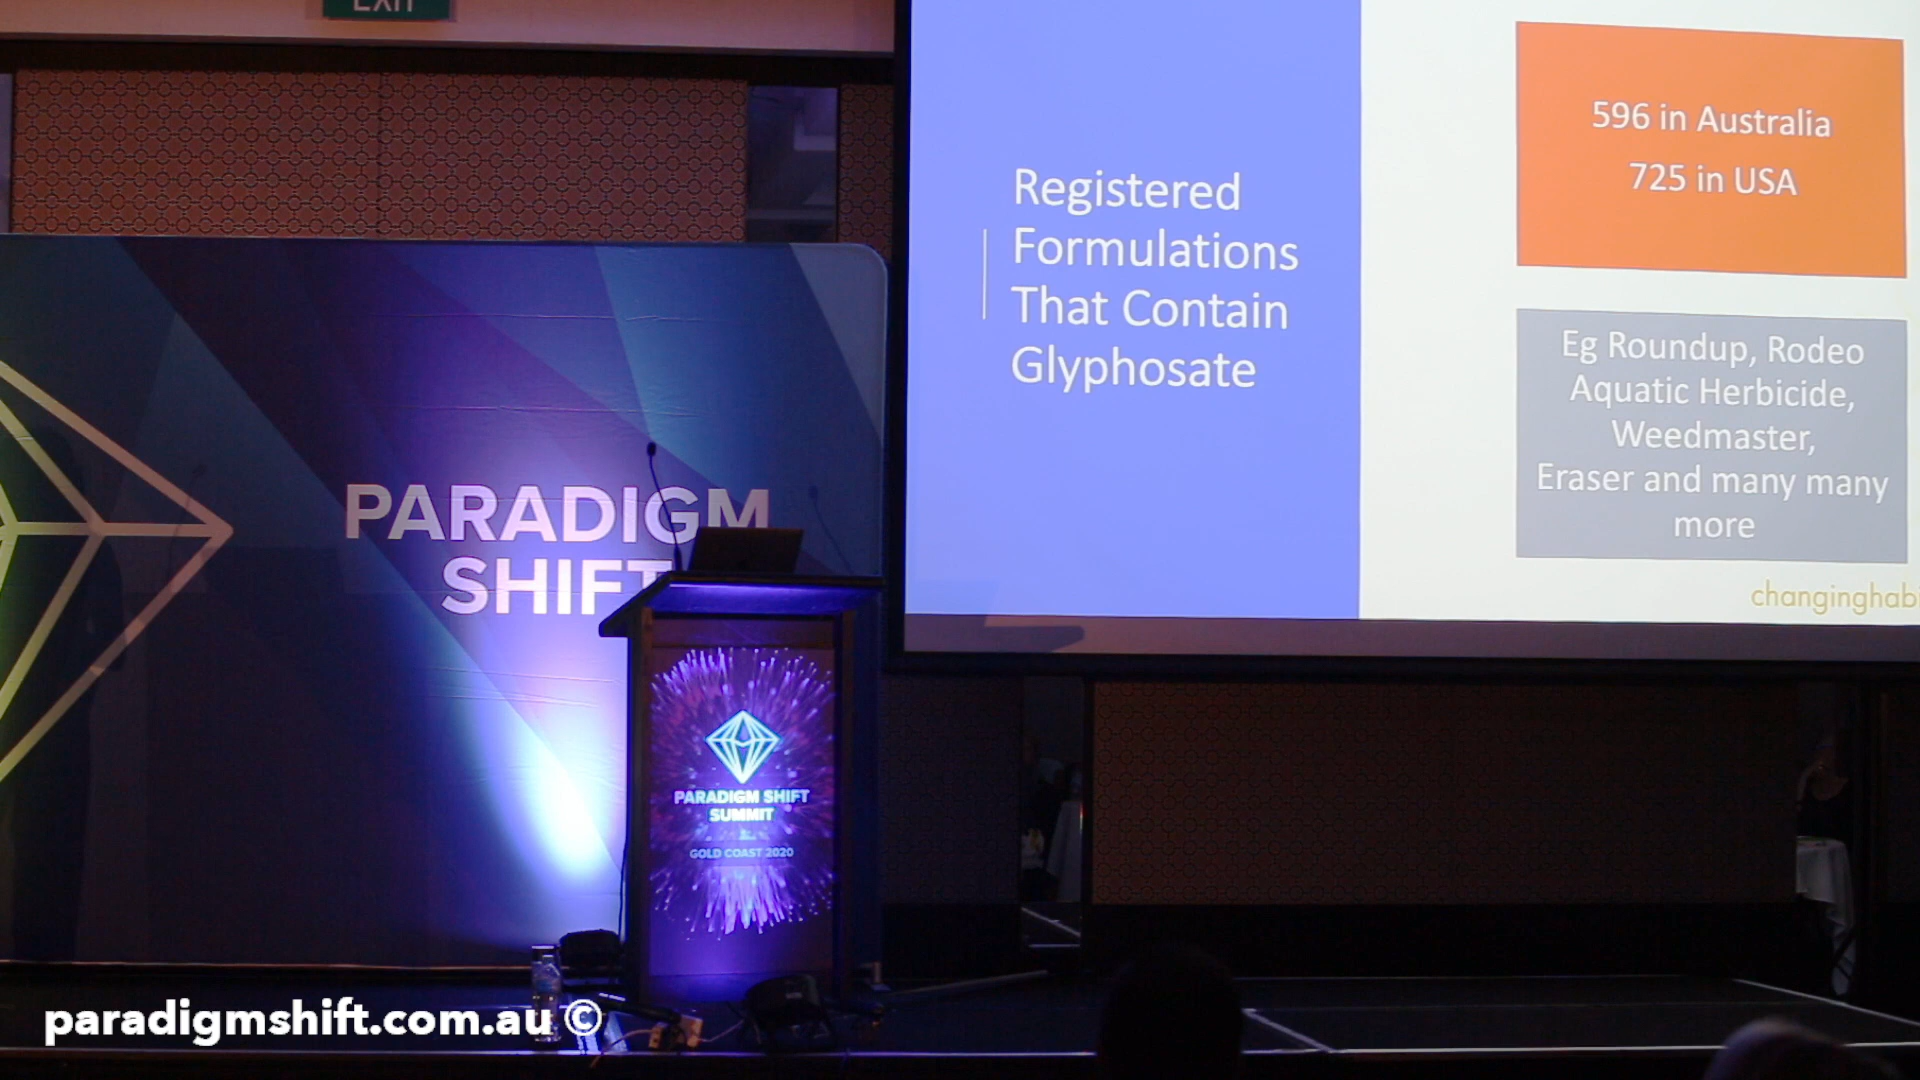 EXIT
Registered
Formulations
That Contain
Glyphosate
596 in Australia
725 in USA
Eg Roundup, Rodeo
Aquatic Herbicide,
Weedmaster,
Eraser and many many
more
changinghabi
PARADIGM
SHIFT
PARADIGM SHIFT
SUMMIT
GOLD COAST 2020
paradigmshift.com.au ©